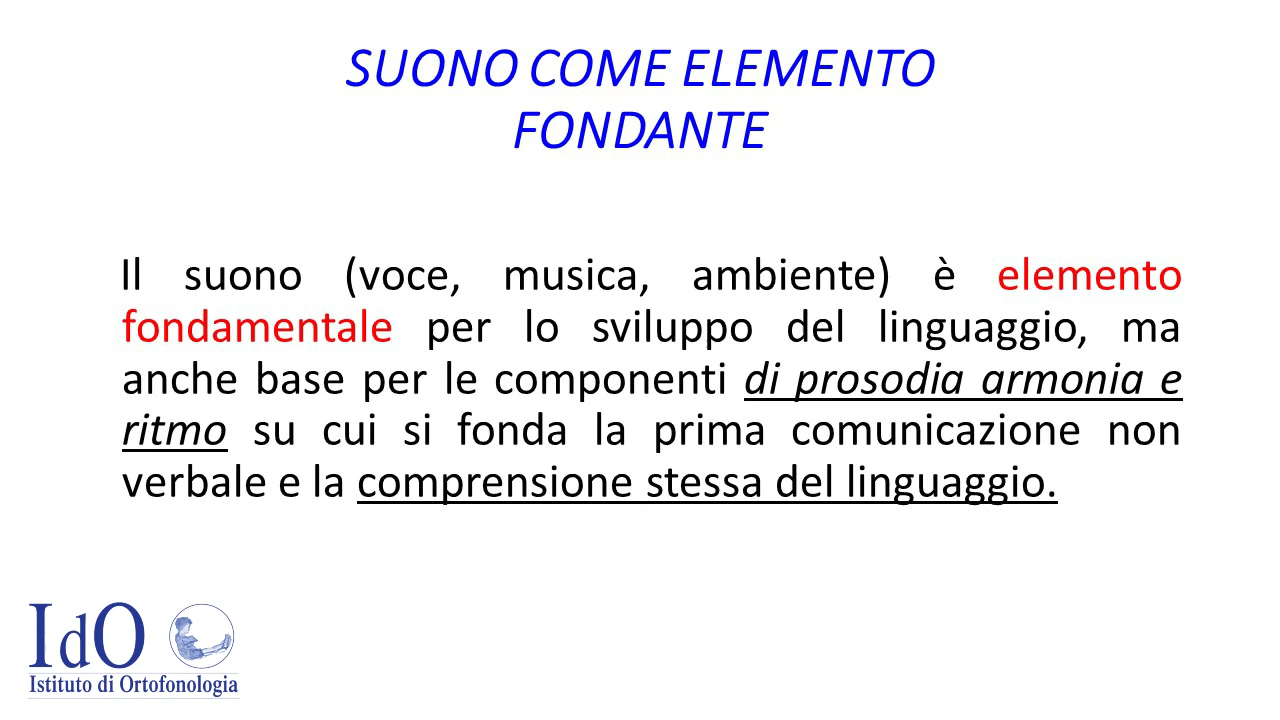 SUONO COME ELEMENTO
FONDANTE
Il suono (voce, musica, ambiente) è elemento
fondamentale per lo sviluppo del linguaggio, ma
anche base per le componenti di prosodia armonia e
ritmo su cui si fonda la prima comunicazione non
verbale e la comprensione stessa del linguaggio.
IdO
Istituto di Ortofonologia